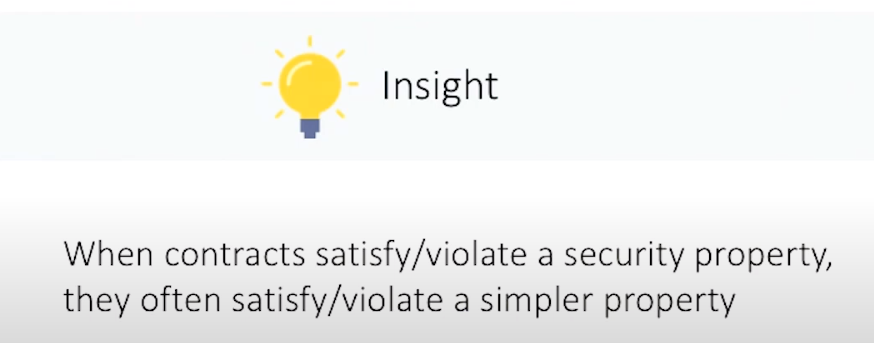 Insight
When contracts satisfy/violate a security property,
they often satisfy/violate a simpler property